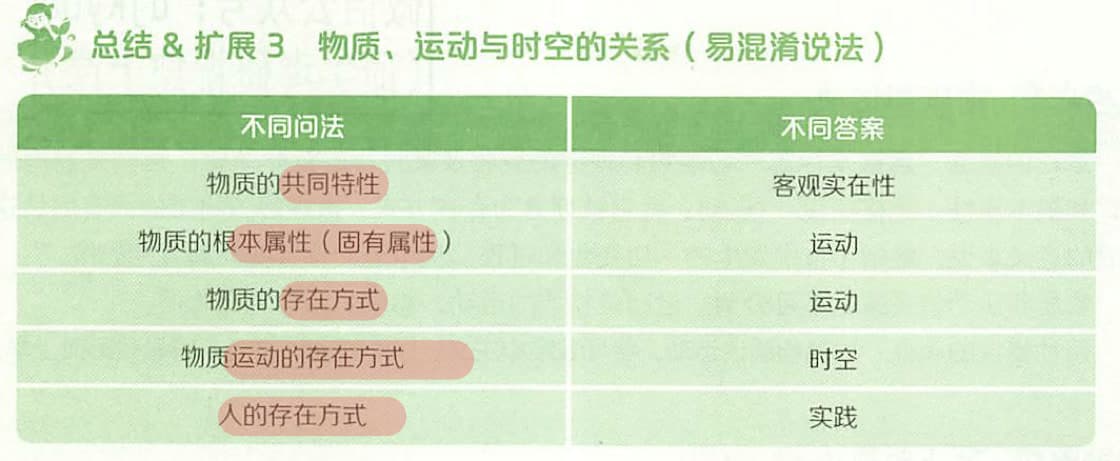 总结 & 扩展 3 物质、运动与时空的关系（易混淆说法）
不同问法 不同答案
物质的共同特性 客观实在性
物质的根本属性（固有属性） 运动
物质的存在方式 运动
物质运动的存在方式 时空
人的存在方式 实践